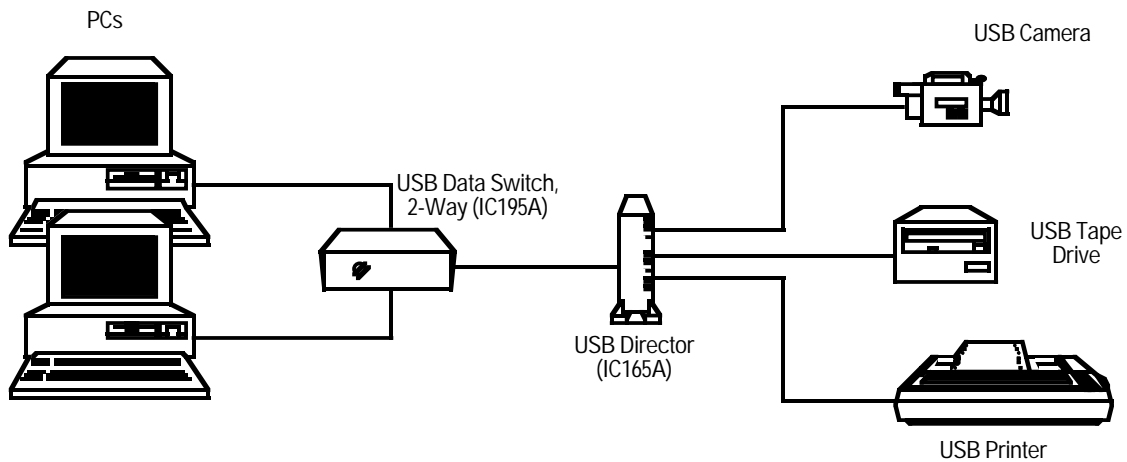 PCs
USB Camera
USB Data Switch,
2-Way (IC195A)
USB Tape
Drive
USB Director
(IC165A)
USB Printer